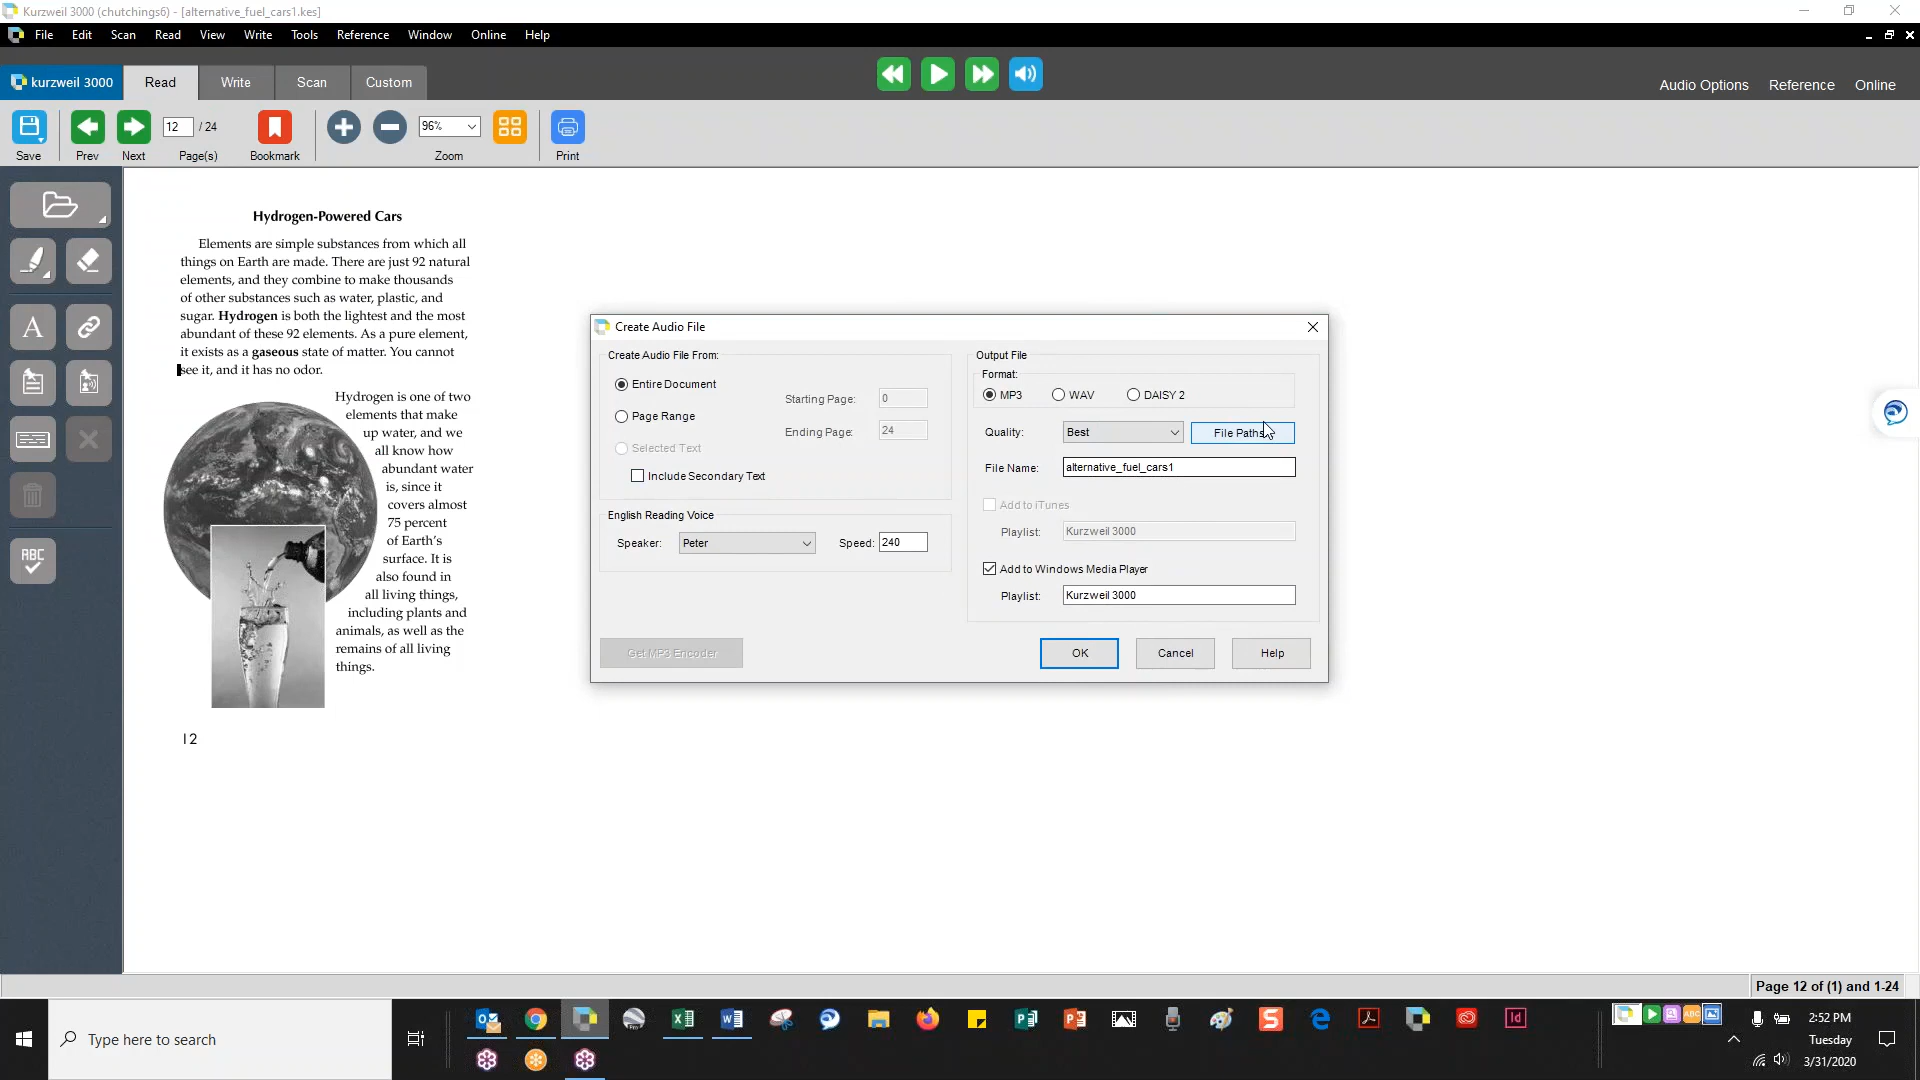 Kurzweil 3000 (chutchings6) - [alternative_fuel_cars1.kes]
File Edit Scan Read View Write Tools Reference Window Online Help
kurzweil 3000 Read Write Scan Custom
Audio Options Reference Online
12 / 24 96%
Save Prev Next Page(s) Bookmark Zoom Print
Hydrogen-Powered Cars
Elements are simple substances from which all
things on Earth are made. There are just 92 natural
elements, and they combine to make thousands
of other substances such as water, plastic, and
sugar. Hydrogen is both the lightest and the most
abundant of these 92 elements. As a pure element,
it exists as a gaseous state of matter. You cannot
see it, and it has no odor.
Hydrogen is one of two
elements that make
up water, and we
all know how
abundant water
is, since it
covers almost
75 percent
of Earth's
surface. It is
also found in
all living things,
including plants and
animals, as well as the
remains of all living
things.
12
A
ABC
Create Audio File
Create Audio File From:
Entire Document
Page Range
Selected Text
Include Secondary Text
Starting Page: 0
Ending Page: 24
English Reading Voice
Speaker: Peter Speed: 240
Get MP3 Encoder
Output File
Format:
MP3 WAV DAISY 2
Quality: Best File Paths
File Name: alternative_fuel_cars1
Add to iTunes
Playlist: Kurzweil 3000
Add to Windows Media Player
Playlist: Kurzweil 3000
OK Cancel Help
Page 12 of (1) and 1-24
Type here to search
2:52 PM
Tuesday
3/31/2020